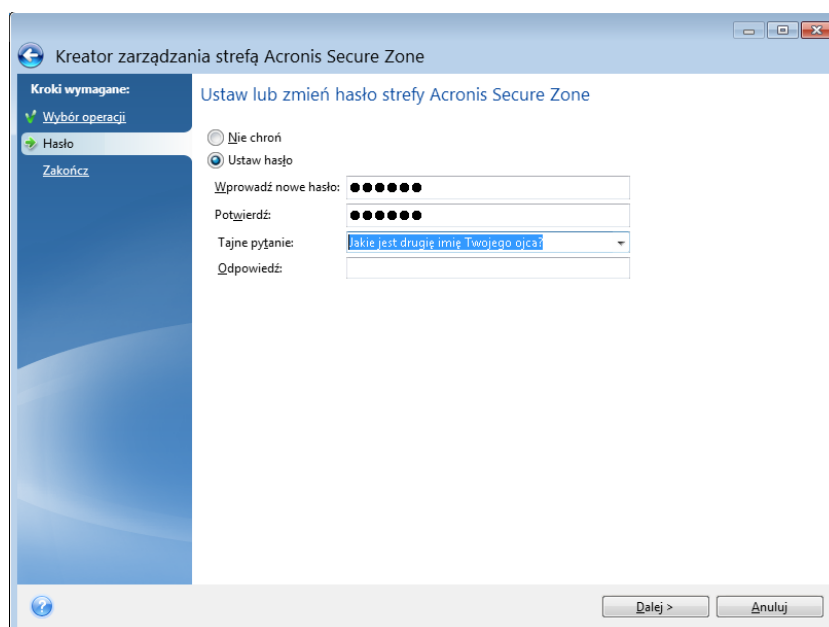 Kreator zarządzania strefą Acronis Secure Zone
Kroki wymagane:
Wybór operacji
Hasło
Zakończ
Ustaw lub zmień hasło strefy Acronis Secure Zone
Nie chroń
Ustaw hasło
Wprowadź nowe hasło: ●●●●●●
Potwierdź: ●●●●●●
Tajne pytanie: Jakie jest drugię imię Twojego ojca?
Odpowiedź:
Dalej >
Anuluj